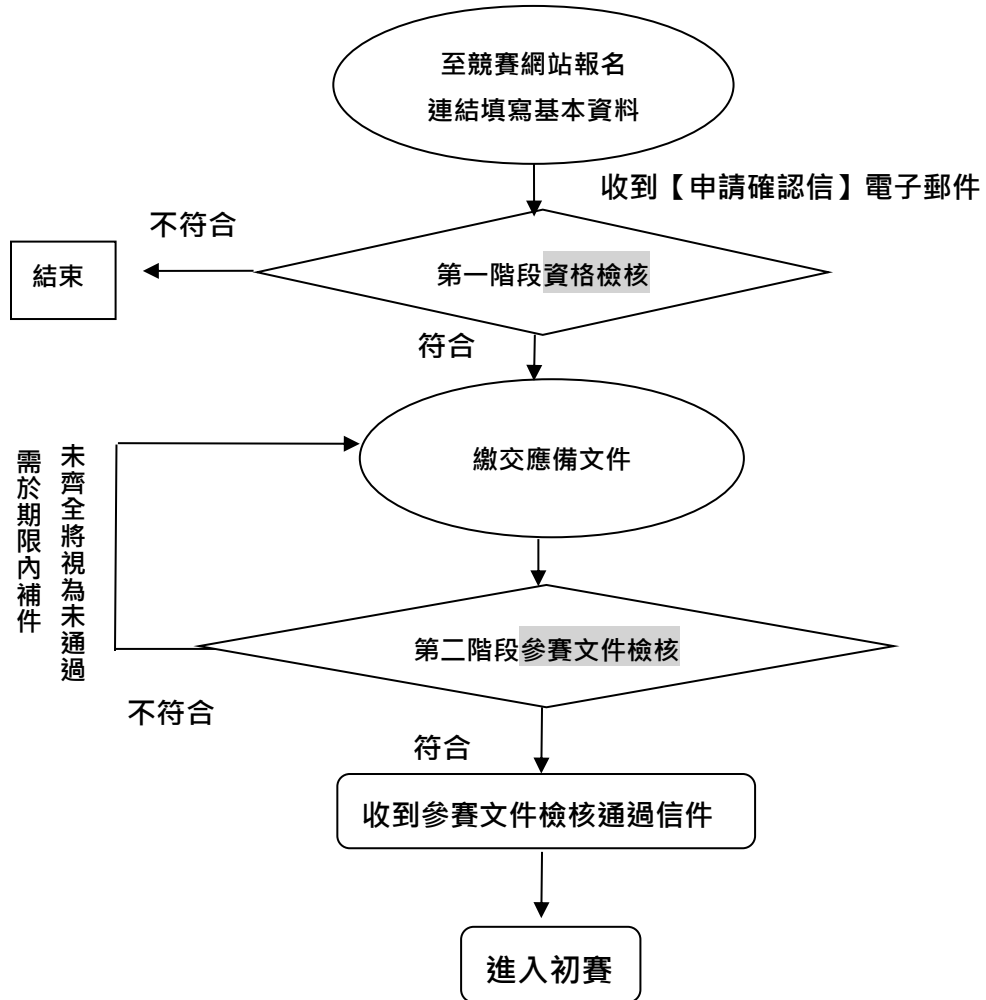 至競賽網站報名
連結填寫基本資料
收到【申請確認信】電子郵件
不符合
結束
第一階段資格檢核
符合
繳交應備文件
未齊全將視為未通過
需於期限內補件
第二階段參賽文件檢核
不符合
符合
收到參賽文件檢核通過信件
進入初賽